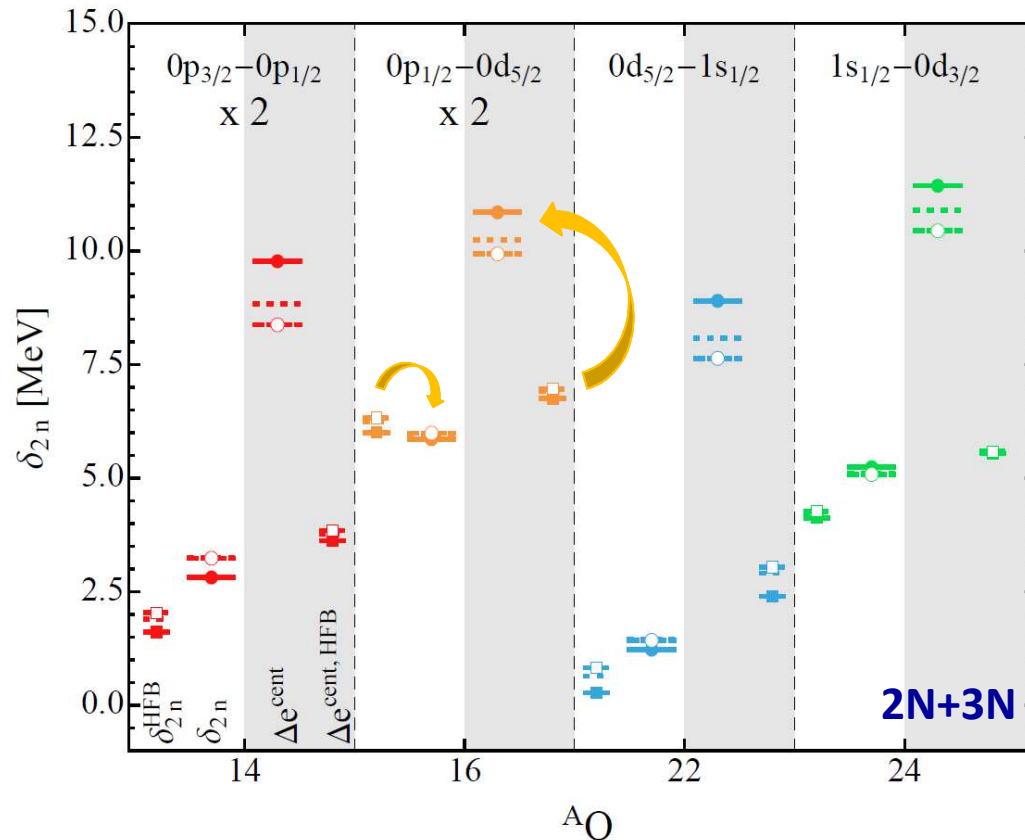 15.0
12.5
10.0
7.5
5.0
2.5
0.0
δ₂ₙ [MeV]
0p₃/₂−0p₁/₂
x 2
0p₁/₂−0d₅/₂
x 2
0d₅/₂−1s₁/₂
1s₁/₂−0d₃/₂
δ₂ₙᴴᶠᴮ
δ₂ₙ
Δeᶜᵉⁿᵗ
Δeᶜᵉⁿᵗ, ᴴᶠᴮ
2N+3N
14
16
22
24
ᴬO